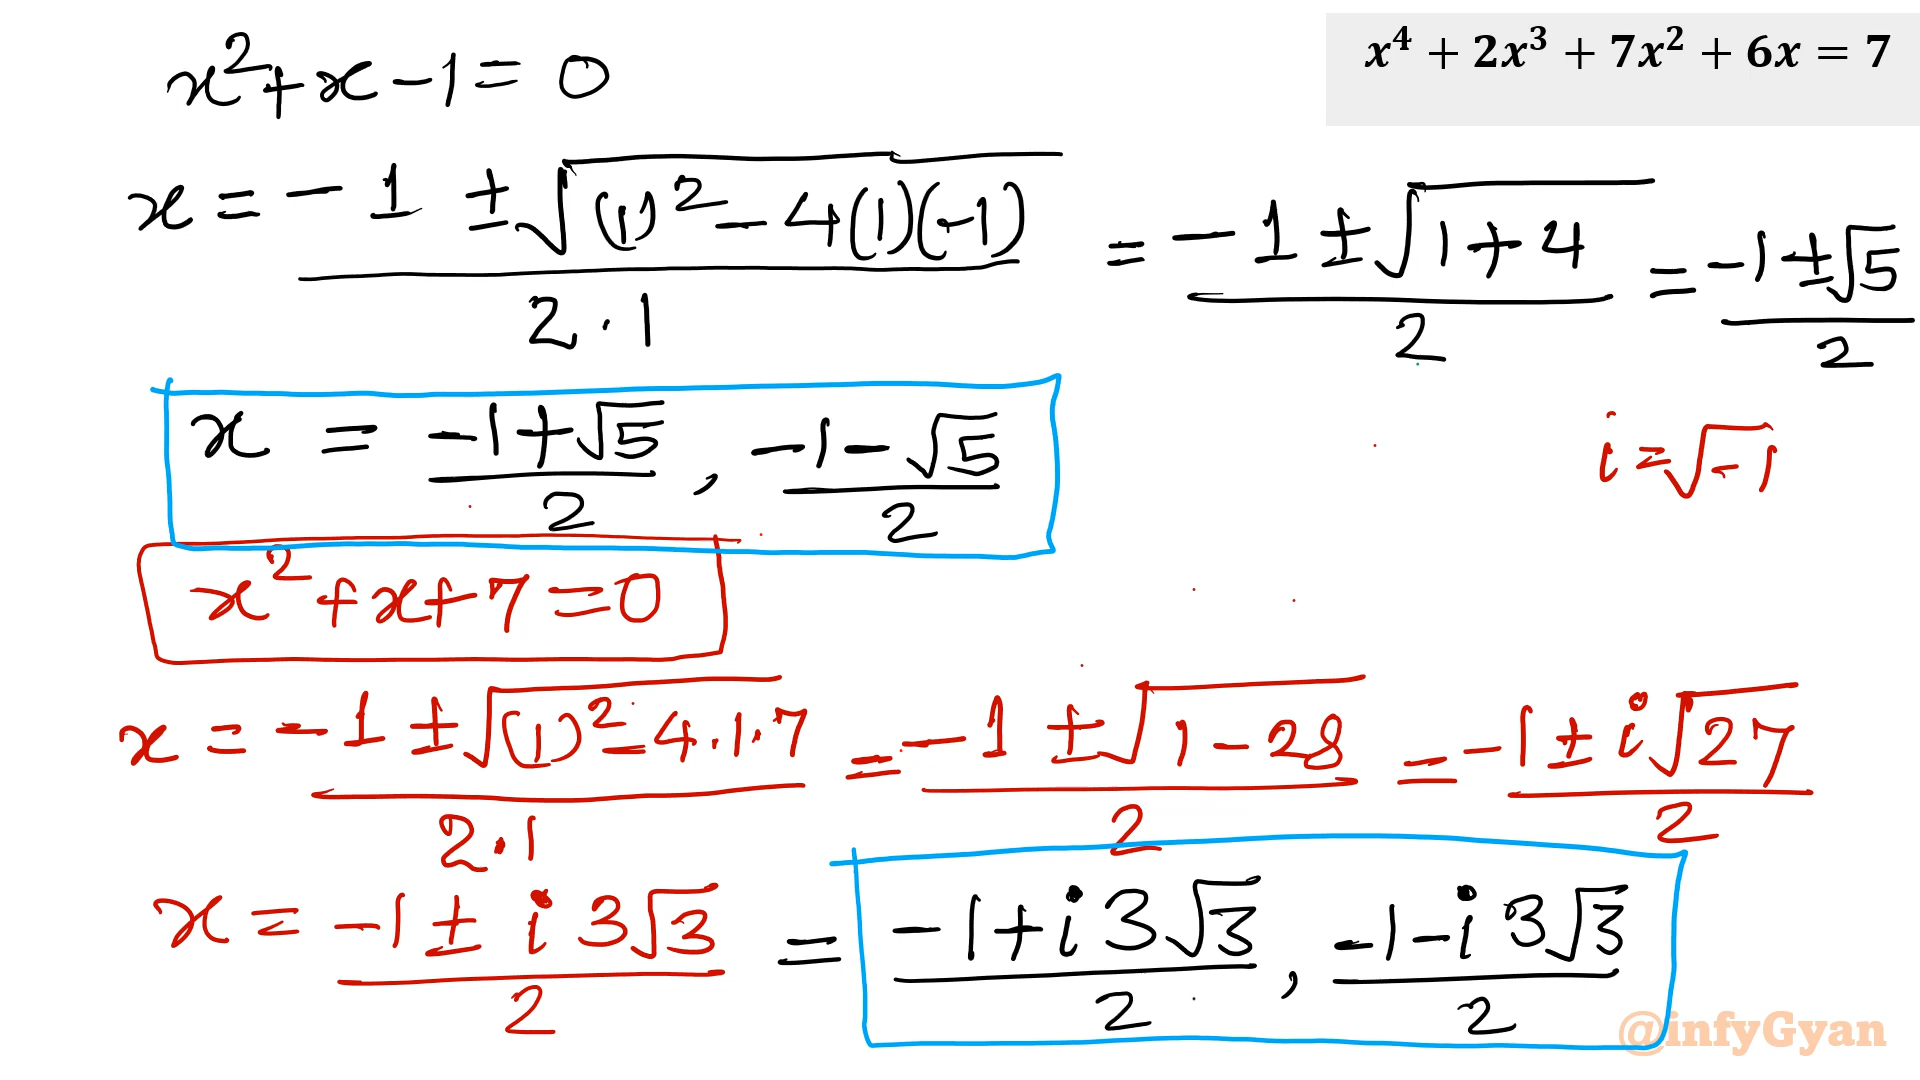 x⁴ + 2x³ + 7x² + 6x = 7
x² + x - 1 = 0
x = (-1 ± √((1)² - 4(1)(-1)))/(2·1) = (-1 ± √(1+4))/2 = (-1 ± √5)/2
x = (-1+√5)/2 , (-1-√5)/2
i = √-1
x² + x + 7 = 0
x = (-1 ± √((1)² - 4·1·7))/(2·1) = (-1 ± √(1-28))/2 = (-1 ± i√27)/2
x = (-1 ± i3√3)/2 = (-1+i3√3)/2 , (-1-i3√3)/2
@infyGyan